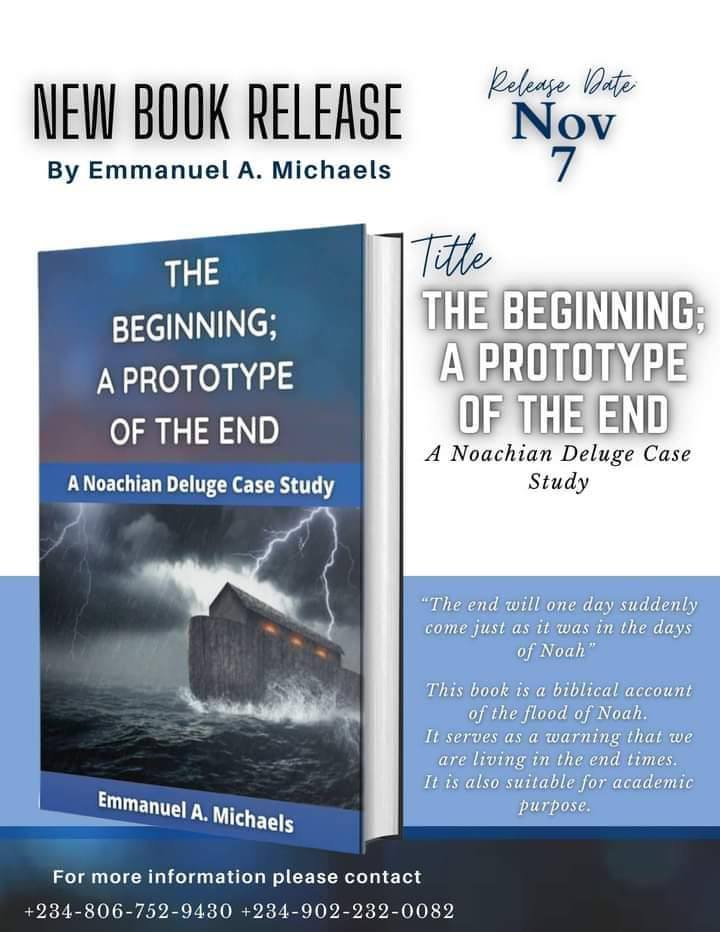 NEW BOOK RELEASE
By Emmanuel A. Michaels
Release Date:
Nov
7
THE
BEGINNING;
A PROTOTYPE
OF THE END
A Noachian Deluge Case Study
Emmanuel A. Michaels
Title
THE BEGINNING;
A PROTOTYPE
OF THE END
A Noachian Deluge Case
Study
“The end will one day suddenly
come just as it was in the days
of Noah”
This book is a biblical account
of the flood of Noah.
It serves as a warning that we
are living in the end times.
It is also suitable for academic
purpose.
For more information please contact
+234-806-752-9430 +234-902-232-0082